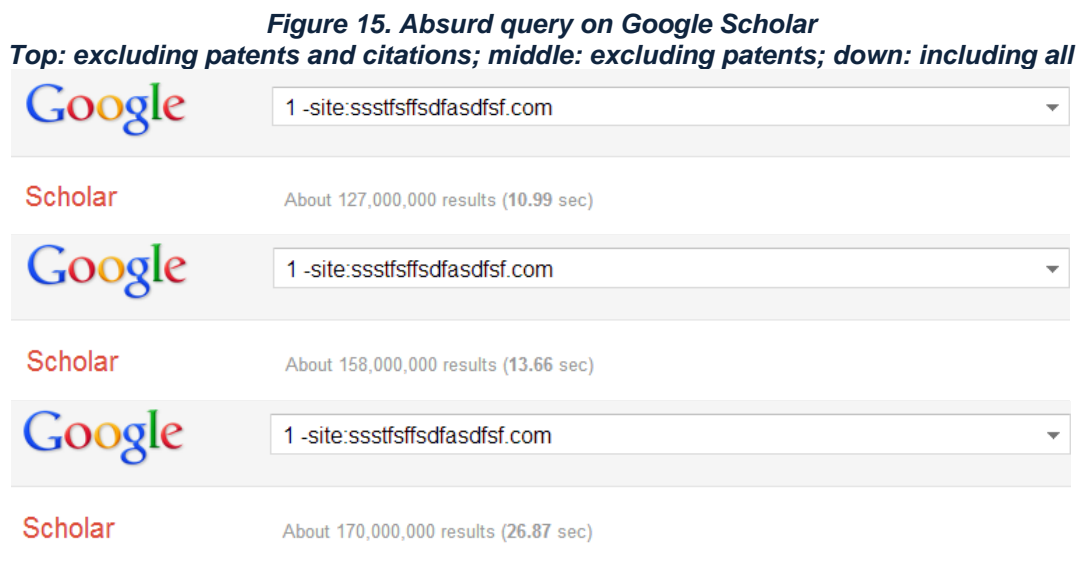 Figure 15. Absurd query on Google Scholar
Top: excluding patents and citations; middle: excluding patents; down: including all
Google
1 -site:ssstfsffsdfasdfsf.com
Scholar
About 127,000,000 results (10.99 sec)
Google
1 -site:ssstfsffsdfasdfsf.com
Scholar
About 158,000,000 results (13.66 sec)
Google
1 -site:ssstfsffsdfasdfsf.com
Scholar
About 170,000,000 results (26.87 sec)